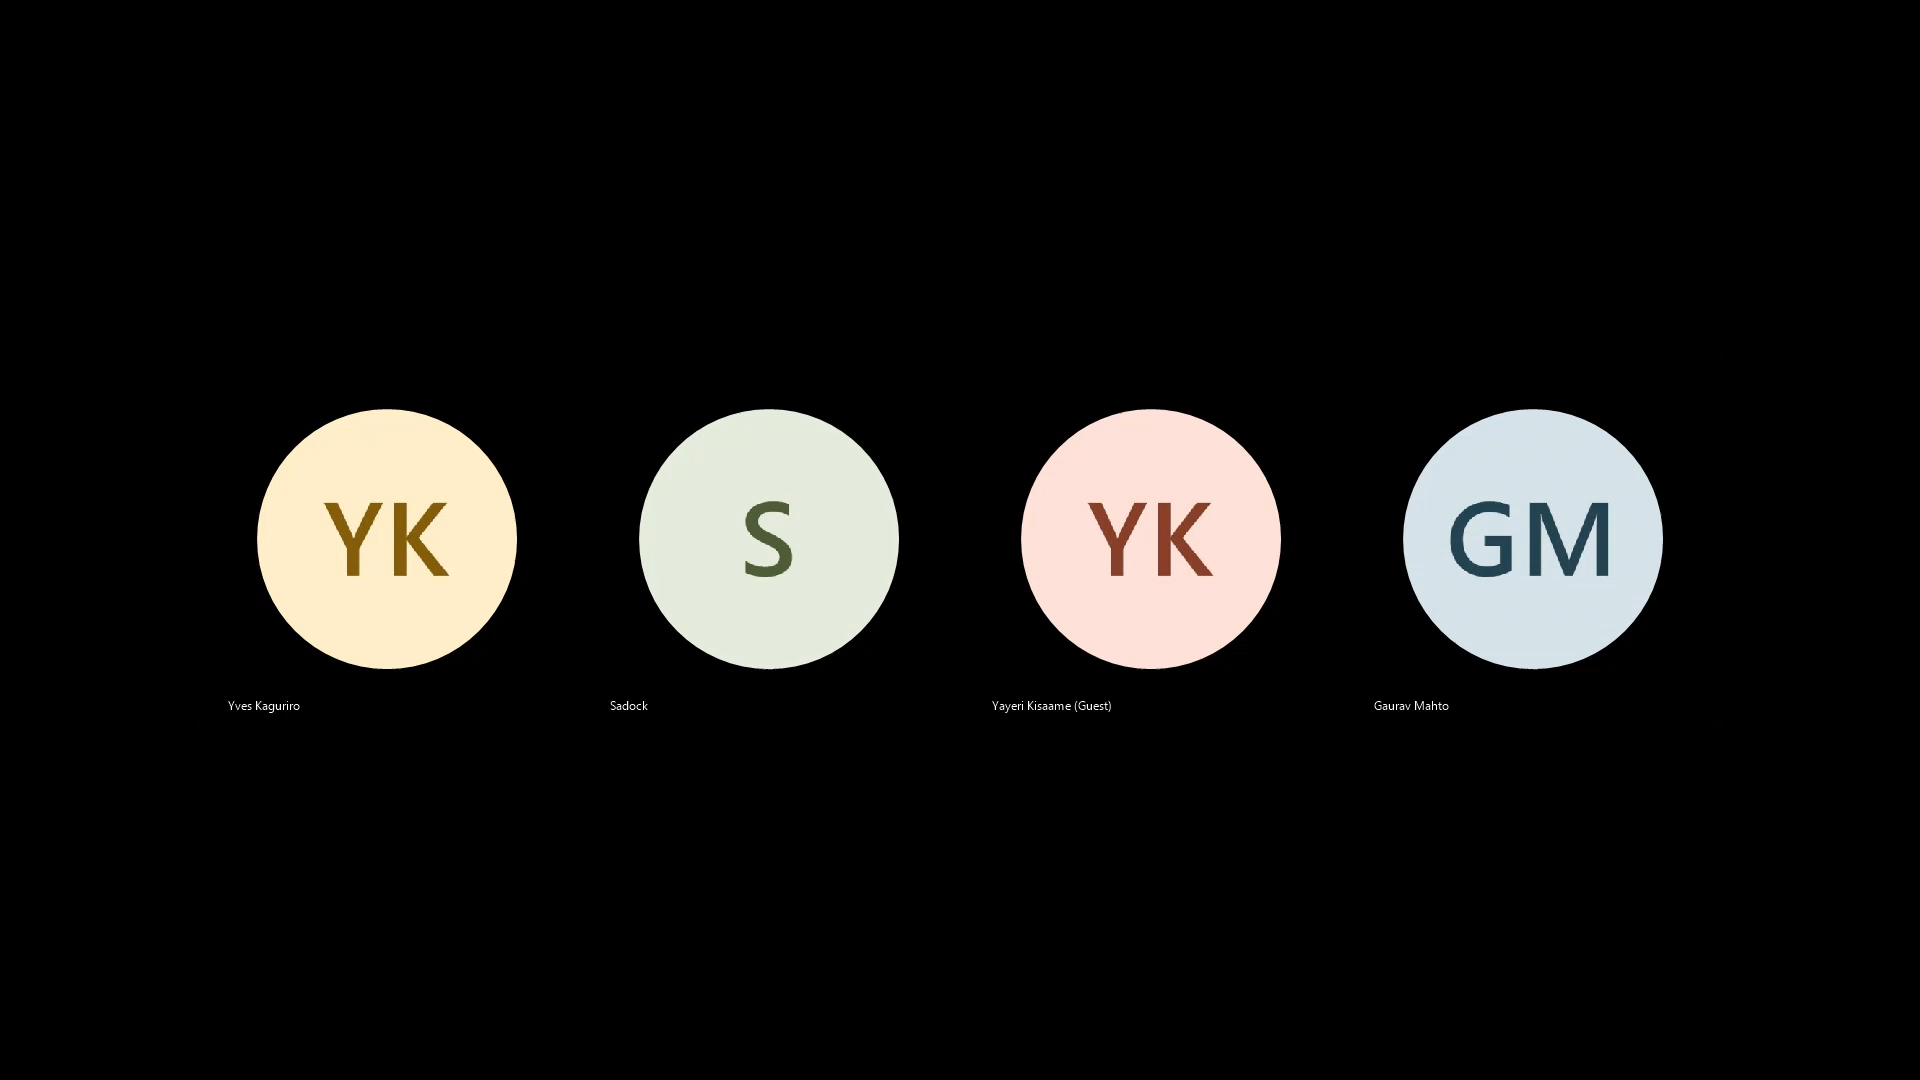 YK
S
YK
GM
Yves Kaguriro
Sadock
Yayeri Kisaame (Guest)
Gaurav Mahto